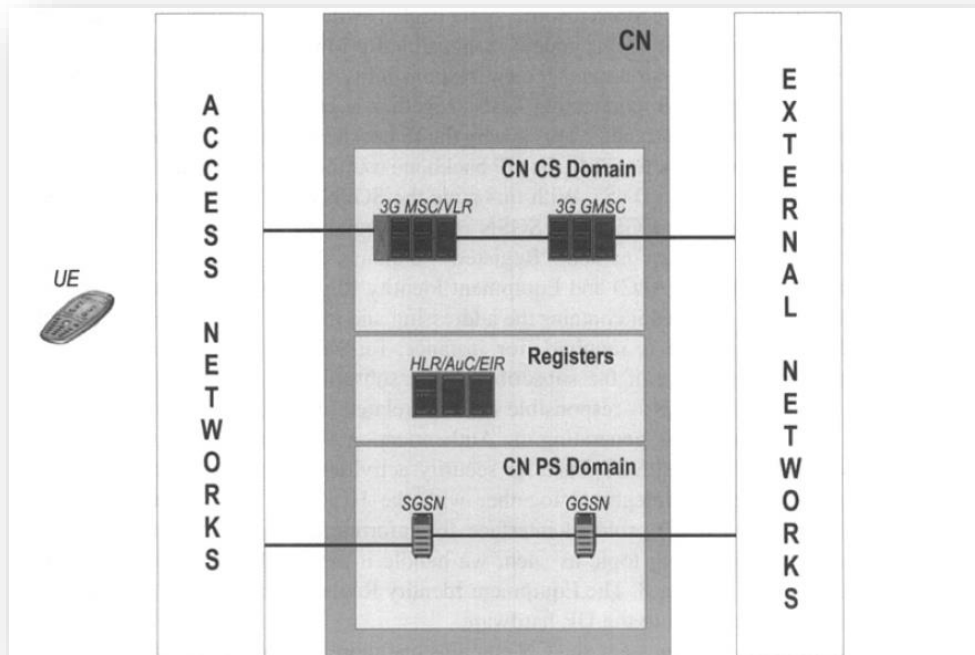 CN
ACCESS NETWORKS
EXTERNAL NETWORKS
CN CS Domain
3G MSC/VLR
3G GMSC
UE
Registers
HLR/AuC/EIR
CN PS Domain
SGSN
GGSN